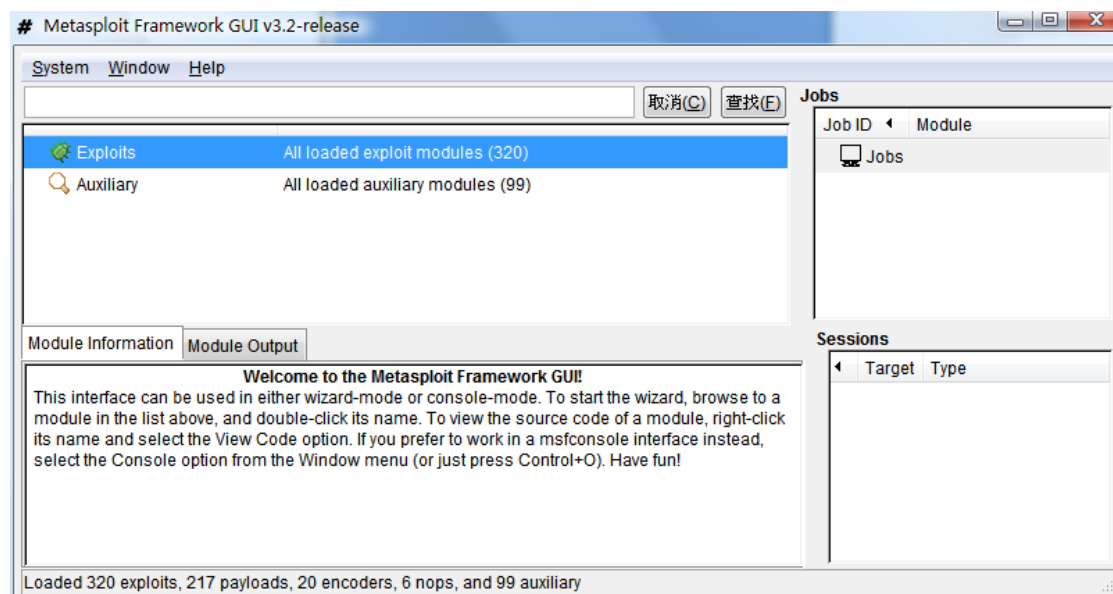 # Metasploit Framework GUI v3.2-release
System Window Help
取消(C) 查找(F)
Exploits All loaded exploit modules (320)
Auxiliary All loaded auxiliary modules (99)
Jobs
Job ID Module
Jobs
Module Information Module Output
Welcome to the Metasploit Framework GUI!
This interface can be used in either wizard-mode or console-mode. To start the wizard, browse to a
module in the list above, and double-click its name. To view the source code of a module, right-click
its name and select the View Code option. If you prefer to work in a msfconsole interface instead,
select the Console option from the Window menu (or just press Control+O). Have fun!
Sessions
Target Type
Loaded 320 exploits, 217 payloads, 20 encoders, 6 nops, and 99 auxiliary